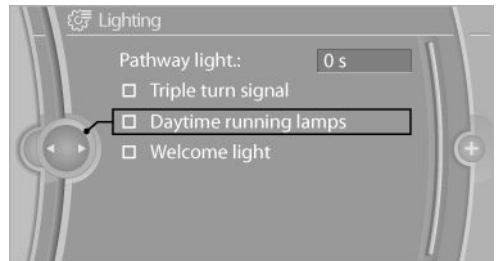 Lighting
Pathway light.: 0 s
Triple turn signal
Daytime running lamps
Welcome light